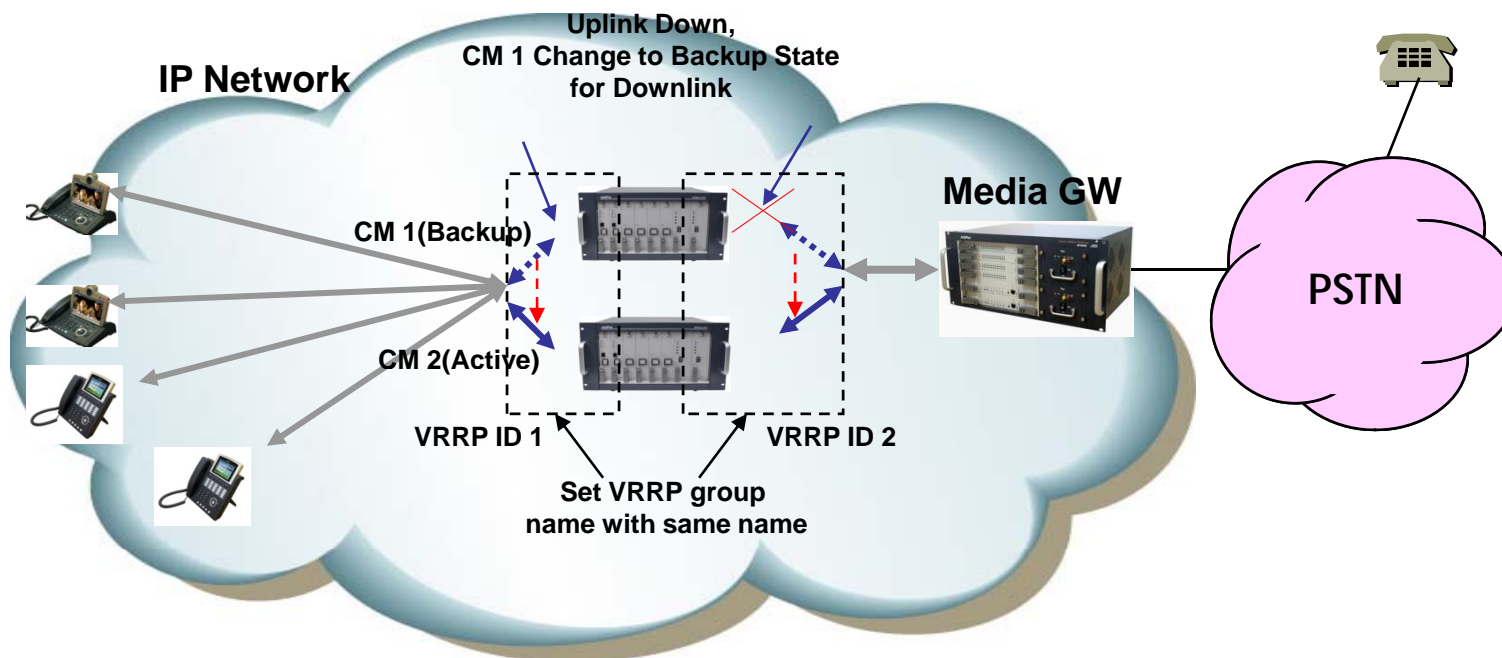 Uplink Down,
CM 1 Change to Backup State
for Downlink
IP Network
Media GW
CM 1(Backup)
PSTN
CM 2(Active)
VRRP ID 1
VRRP ID 2
Set VRRP group
name with same name